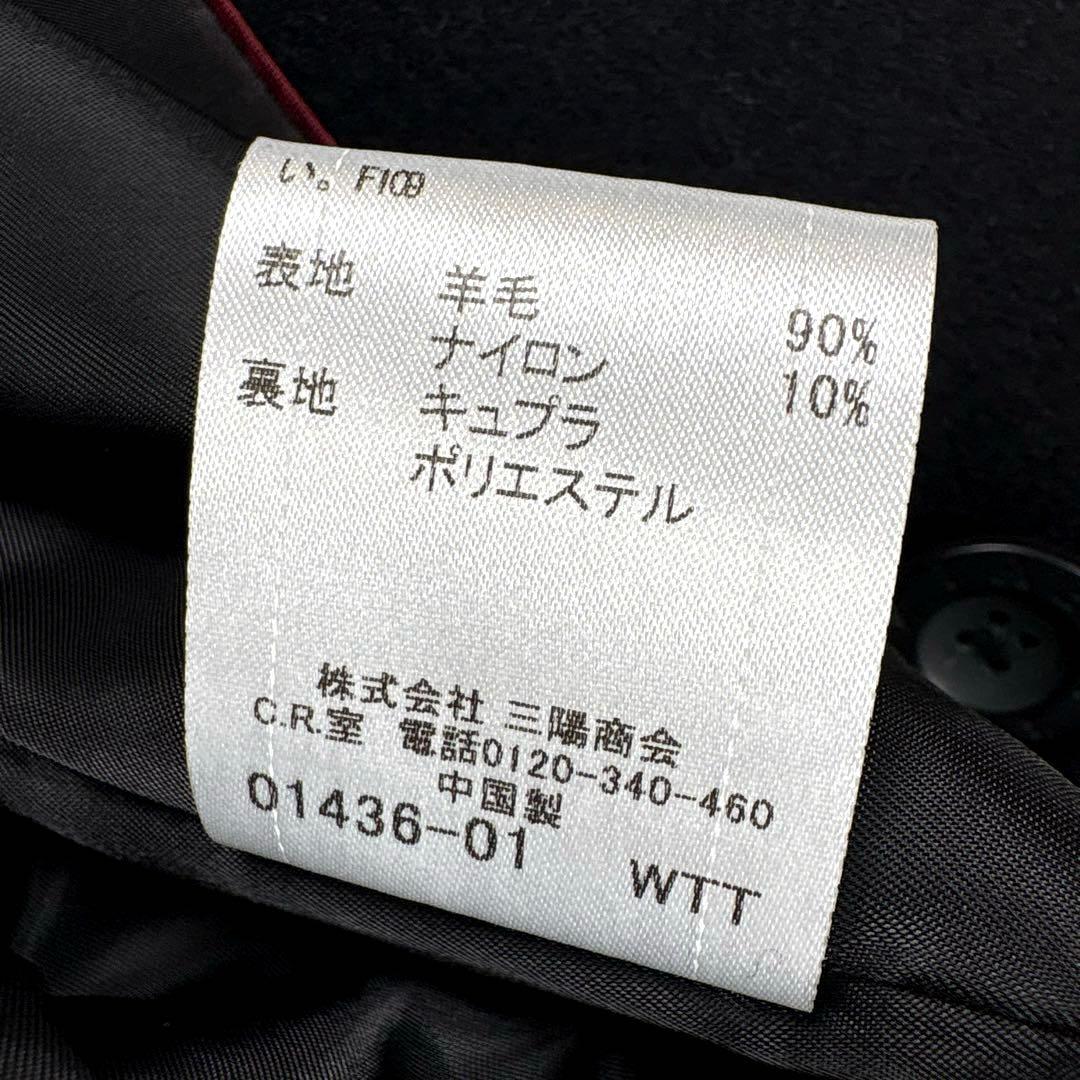 い。F109
表地 羊毛 90%
ナイロン 10%
裏地 キュプラ
ポリエステル
株式会社 三陽商会
C.R.室 電話0120-340-460
中国製
01436-01 WTT